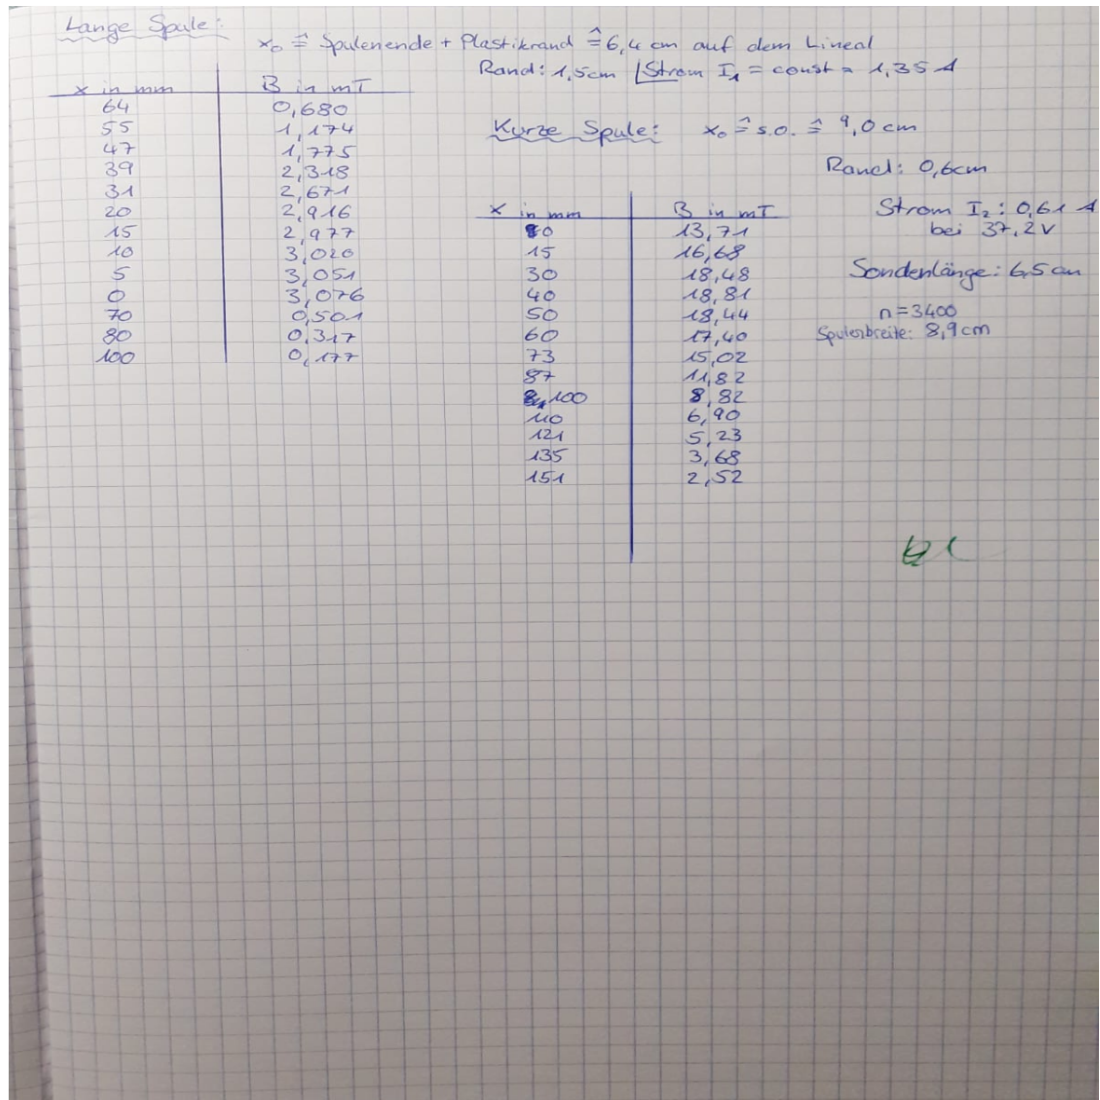 Lange Spule:
x₀ ≙ Spulenende + Plastikrand ≙ 6,4 cm auf dem Lineal
Rand: 1,5cm | Strom I₁ = const = 1,35 A
x in mm | B in mT
64 | 0,680
55 | 1,174
47 | 1,775
39 | 2,318
31 | 2,671
20 | 2,916
15 | 2,977
10 | 3,020
5 | 3,051
0 | 3,076
70 | 0,501
80 | 0,317
100 | 0,177
Kurze Spule: x₀ ≙ s.o. ≙ 9,0 cm
Rand: 0,6cm
Strom I₂: 0,61 A
bei 37,2 V
Sondenlänge: 6,5 cm
n = 3400
Spulenbreite: 8,9 cm
x in mm | B in mT
0 | 13,71
15 | 16,68
30 | 18,48
40 | 18,81
50 | 18,44
60 | 17,40
73 | 15,02
87 | 11,82
100 | 8,82
110 | 6,90
121 | 5,23
135 | 3,68
151 | 2,52